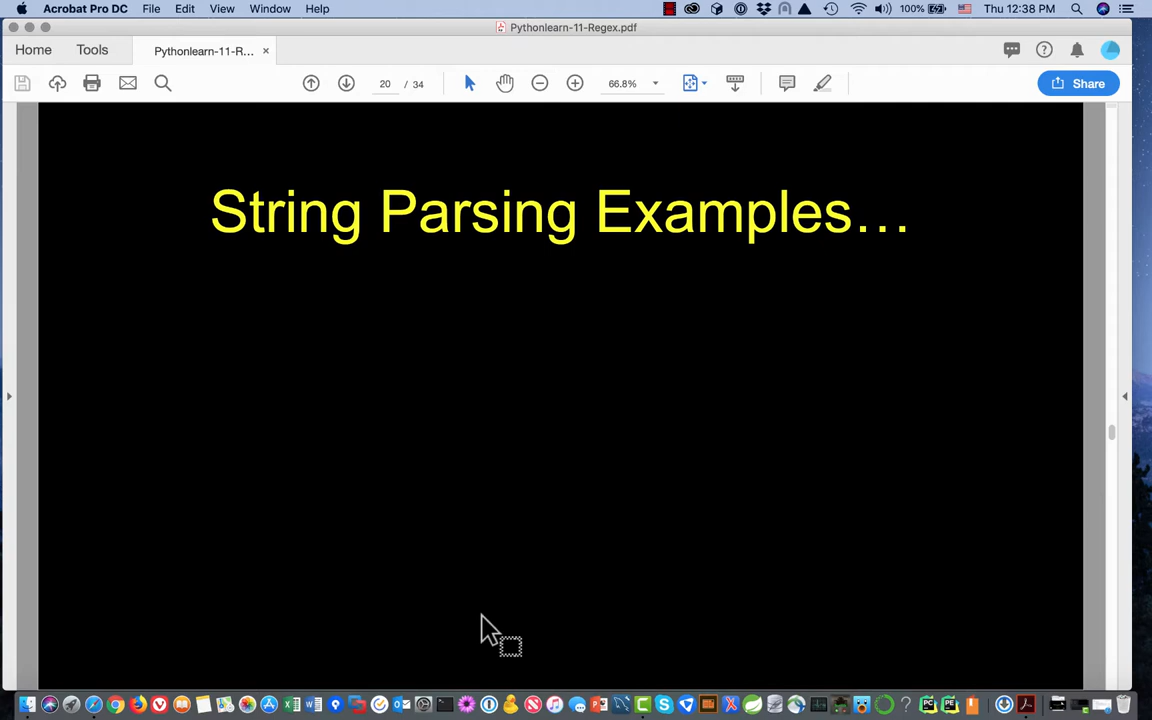 Acrobat Pro DC File Edit View Window Help 100% Thu 12:38 PM
Pythonlearn-11-Regex.pdf
Home Tools Pythonlearn-11-R... ×
20 / 34 66.8% Share
String Parsing Examples…